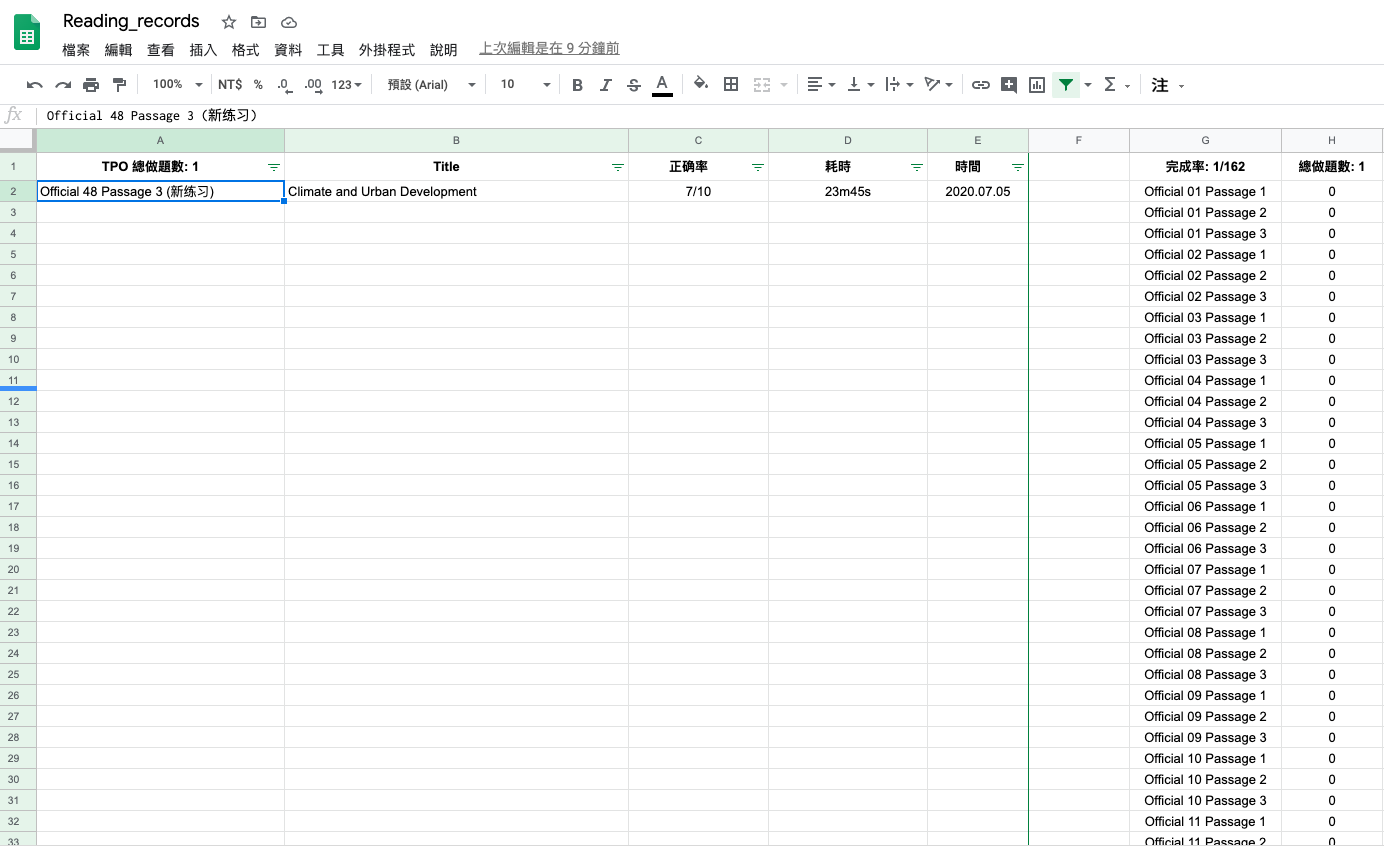 Reading_records
檔案 編輯 查看 插入 格式 資料 工具 外掛程式 說明 上次編輯是在 9 分鐘前
100% NT$ % .0 .00 123 預設 (Arial) 10 B I S A Σ 注
fx Official 48 Passage 3 (新练习)
A B C D E F G H
1 TPO 總做題數: 1 Title 正确率 耗時 時間 完成率: 1/162 總做題數: 1
2 Official 48 Passage 3 (新练习) Climate and Urban Development 7/10 23m45s 2020.07.05 Official 01 Passage 1 0
3 Official 01 Passage 2 0
4 Official 01 Passage 3 0
5 Official 02 Passage 1 0
6 Official 02 Passage 2 0
7 Official 02 Passage 3 0
8 Official 03 Passage 1 0
9 Official 03 Passage 2 0
10 Official 03 Passage 3 0
11 Official 04 Passage 1 0
12 Official 04 Passage 2 0
13 Official 04 Passage 3 0
14 Official 05 Passage 1 0
15 Official 05 Passage 2 0
16 Official 05 Passage 3 0
17 Official 06 Passage 1 0
18 Official 06 Passage 2 0
19 Official 06 Passage 3 0
20 Official 07 Passage 1 0
21 Official 07 Passage 2 0
22 Official 07 Passage 3 0
23 Official 08 Passage 1 0
24 Official 08 Passage 2 0
25 Official 08 Passage 3 0
26 Official 09 Passage 1 0
27 Official 09 Passage 2 0
28 Official 09 Passage 3 0
29 Official 10 Passage 1 0
30 Official 10 Passage 2 0
31 Official 10 Passage 3 0
32 Official 11 Passage 1 0
33 Official 11 Passage 2 0